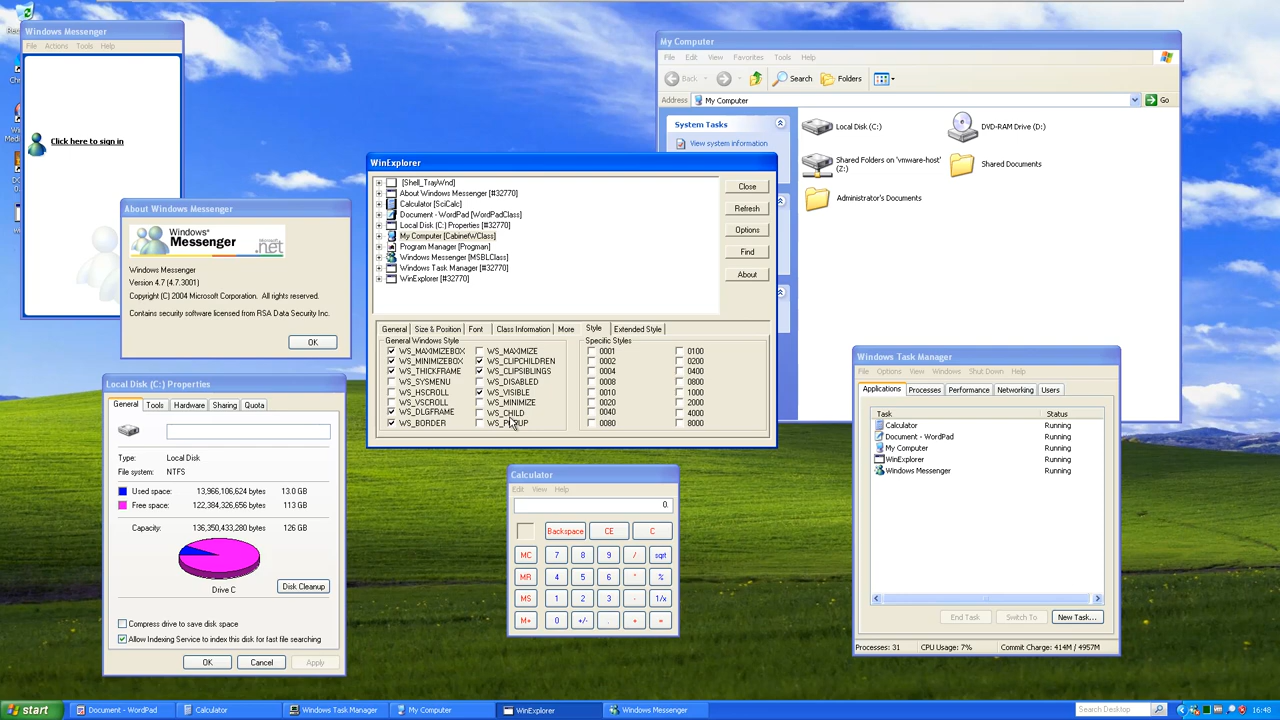 Windows Messenger
File Actions Tools Help
Click here to sign in
My Computer
File Edit View Favorites Tools Help
Back Search Folders
Address My Computer Go
System Tasks
View system information
Local Disk (C:)
DVD-RAM Drive (D:)
Shared Folders on 'vmware-host' (Z:)
Shared Documents
Administrator's Documents
WinExplorer
[Shell_TrayWnd]
About Windows Messenger [#32770]
Calculator [SciCalc]
Document - WordPad [WordPadClass]
Local Disk (C:) Properties [#32770]
My Computer [CabinetWClass]
Program Manager [Progman]
Windows Messenger [MSBLClass]
Windows Task Manager [#32770]
WinExplorer [#32770]
Close
Refresh
Options
Find
About
General Size & Position Font Class Information More Style Extended Style
General Windows Style
WS_MAXIMIZEBOX WS_MAXIMIZE
WS_MINIMIZEBOX WS_CLIPCHILDREN
WS_THICKFRAME WS_CLIPSIBLINGS
WS_SYSMENU WS_DISABLED
WS_HSCROLL WS_VISIBLE
WS_VSCROLL WS_MINIMIZE
WS_DLGFRAME WS_CHILD
WS_BORDER WS_POPUP
Specific Styles
0001 0100
0002 0200
0004 0400
0008 0800
0010 1000
0020 2000
0040 4000
0080 8000
About Windows Messenger
Windows
Messenger .net
Windows Messenger
Version 4.7 (4.7.3001)
Copyright (C) 2004 Microsoft Corporation. All rights reserved.
Contains security software licensed from RSA Data Security Inc.
OK
Local Disk (C:) Properties
General Tools Hardware Sharing Quota
Type: Local Disk
File system: NTFS
Used space: 13,966,106,624 bytes 13.0 GB
Free space: 122,384,326,656 bytes 113 GB
Capacity: 136,350,433,280 bytes 126 GB
Drive C
Disk Cleanup
Compress drive to save disk space
Allow Indexing Service to index this disk for fast file searching
OK Cancel Apply
Calculator
Edit View Help
0.
Backspace CE C
MC 7 8 9 / sqrt
MR 4 5 6 * %
MS 1 2 3 - 1/x
M+ 0 +/- . + =
Windows Task Manager
File Options View Windows Shut Down Help
Applications Processes Performance Networking Users
Task Status
Calculator Running
Document - WordPad Running
My Computer Running
WinExplorer Running
Windows Messenger Running
End Task Switch To New Task...
Processes: 31 CPU Usage: 7% Commit Charge: 414M / 4957M
start Document - WordPad Calculator Windows Task Manager My Computer WinExplorer Windows Messenger Search Desktop 16:48